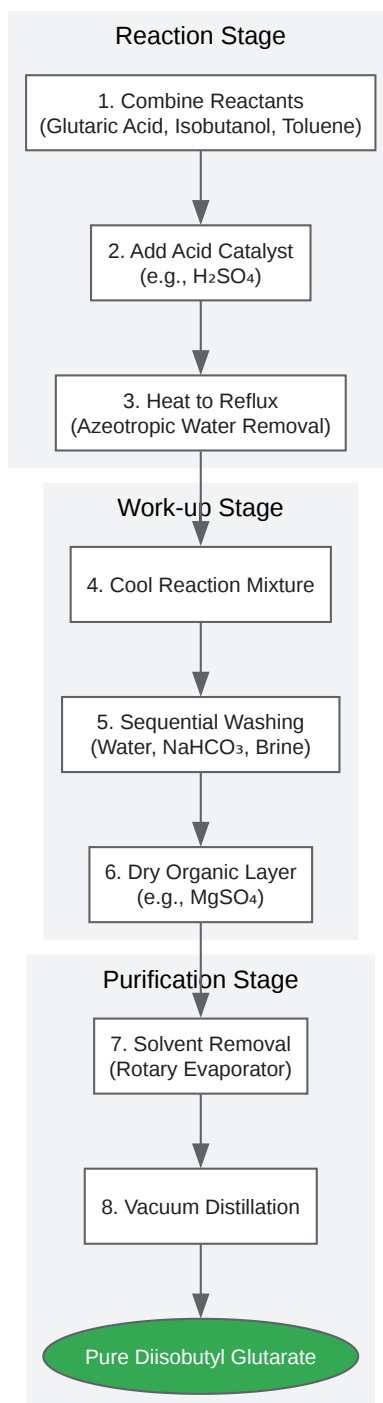 Reaction Stage
1. Combine Reactants
(Glutaric Acid, Isobutanol, Toluene)
2. Add Acid Catalyst
(e.g., H₂SO₄)
3. Heat to Reflux
(Azeotropic Water Removal)
Work-up Stage
4. Cool Reaction Mixture
5. Sequential Washing
(Water, NaHCO₃, Brine)
6. Dry Organic Layer
(e.g., MgSO₄)
Purification Stage
7. Solvent Removal
(Rotary Evaporator)
8. Vacuum Distillation
Pure Diisobutyl Glutarate